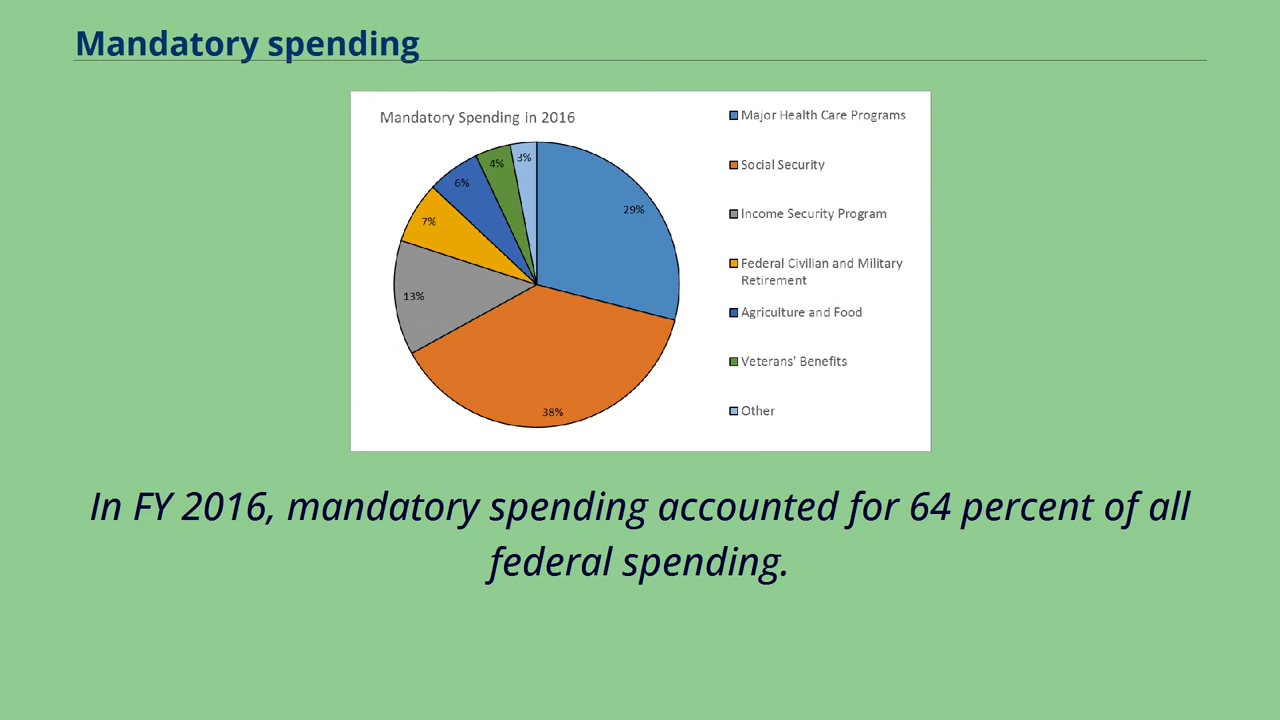 Mandatory spending
Mandatory Spending in 2016
29%
38%
13%
7%
6%
4%
3%
Major Health Care Programs
Social Security
Income Security Program
Federal Civilian and Military
Retirement
Agriculture and Food
Veterans' Benefits
Other
In FY 2016, mandatory spending accounted for 64 percent of all
federal spending.